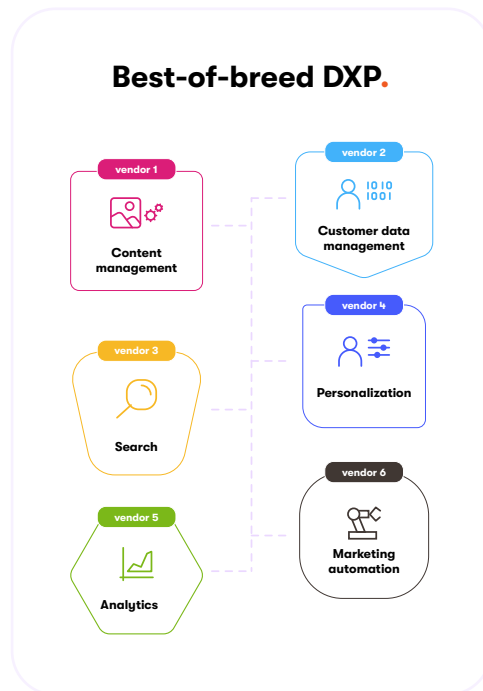 Best-of-breed DXP.
vendor 1
Content
management
vendor 2
1010
1001
Customer data
management
vendor 3
Search
vendor 4
Personalization
vendor 5
Analytics
vendor 6
Marketing
automation